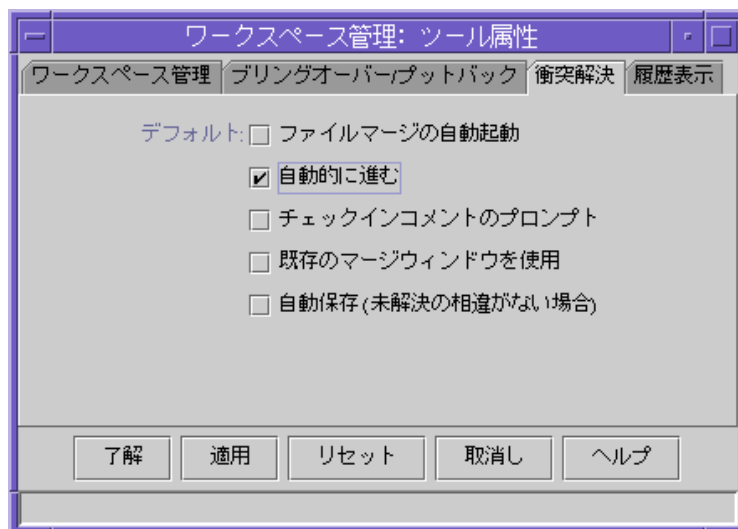 ワークスペース管理: ツール属性
ワークスペース管理 ブリングオーバー/プットバック 衝突解決 履歴表示
デフォルト: ファイルマージの自動起動
自動的に進む
チェックインコメントのプロンプト
既存のマージウィンドウを使用
自動保存(未解決の相違がない場合)
了解 適用 リセット 取消し ヘルプ